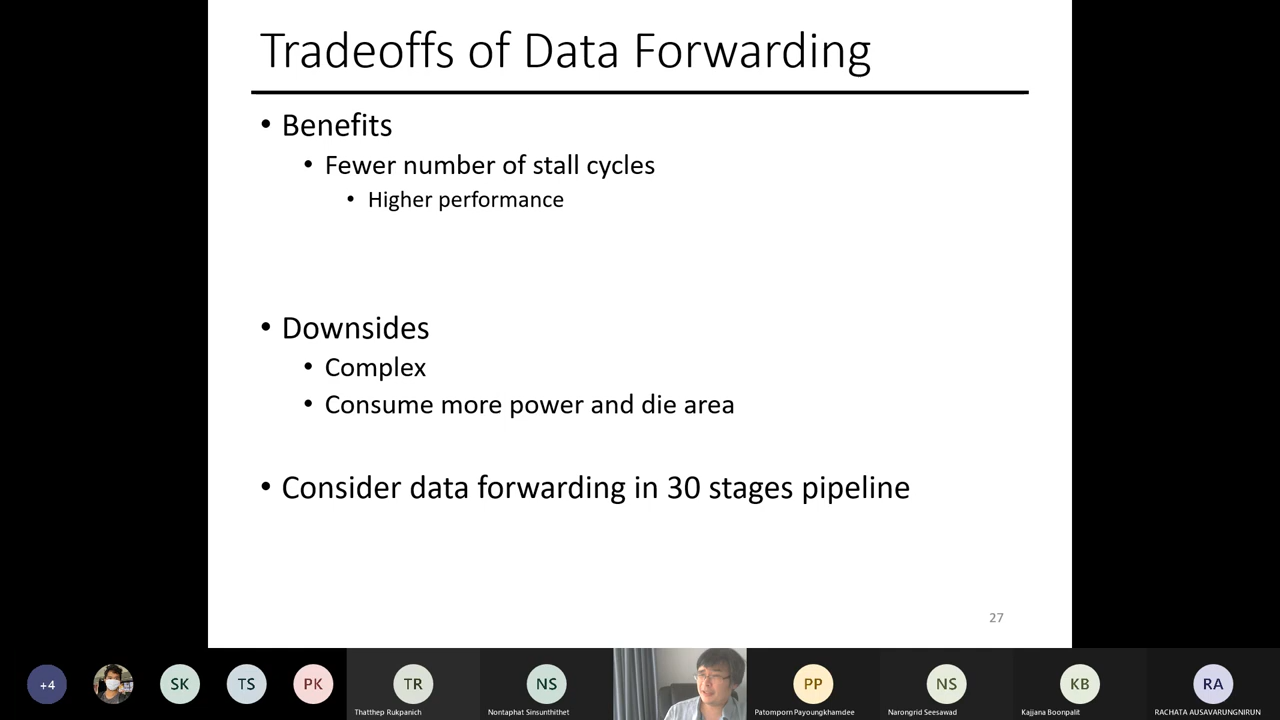 Tradeoffs of Data Forwarding
• Benefits
• Fewer number of stall cycles
• Higher performance
• Downsides
• Complex
• Consume more power and die area
• Consider data forwarding in 30 stages pipeline
27
+4
SK
TS
PK
TR
NS
PP
NS
KB
RA
Thatthep Rukpanich
Nontaphat Sinsunthithet
Patomporn Payoungkhamdee
Narongrid Seesawad
Kajjana Boonpalit
RACHATA AUSAVARUNGNIRUN